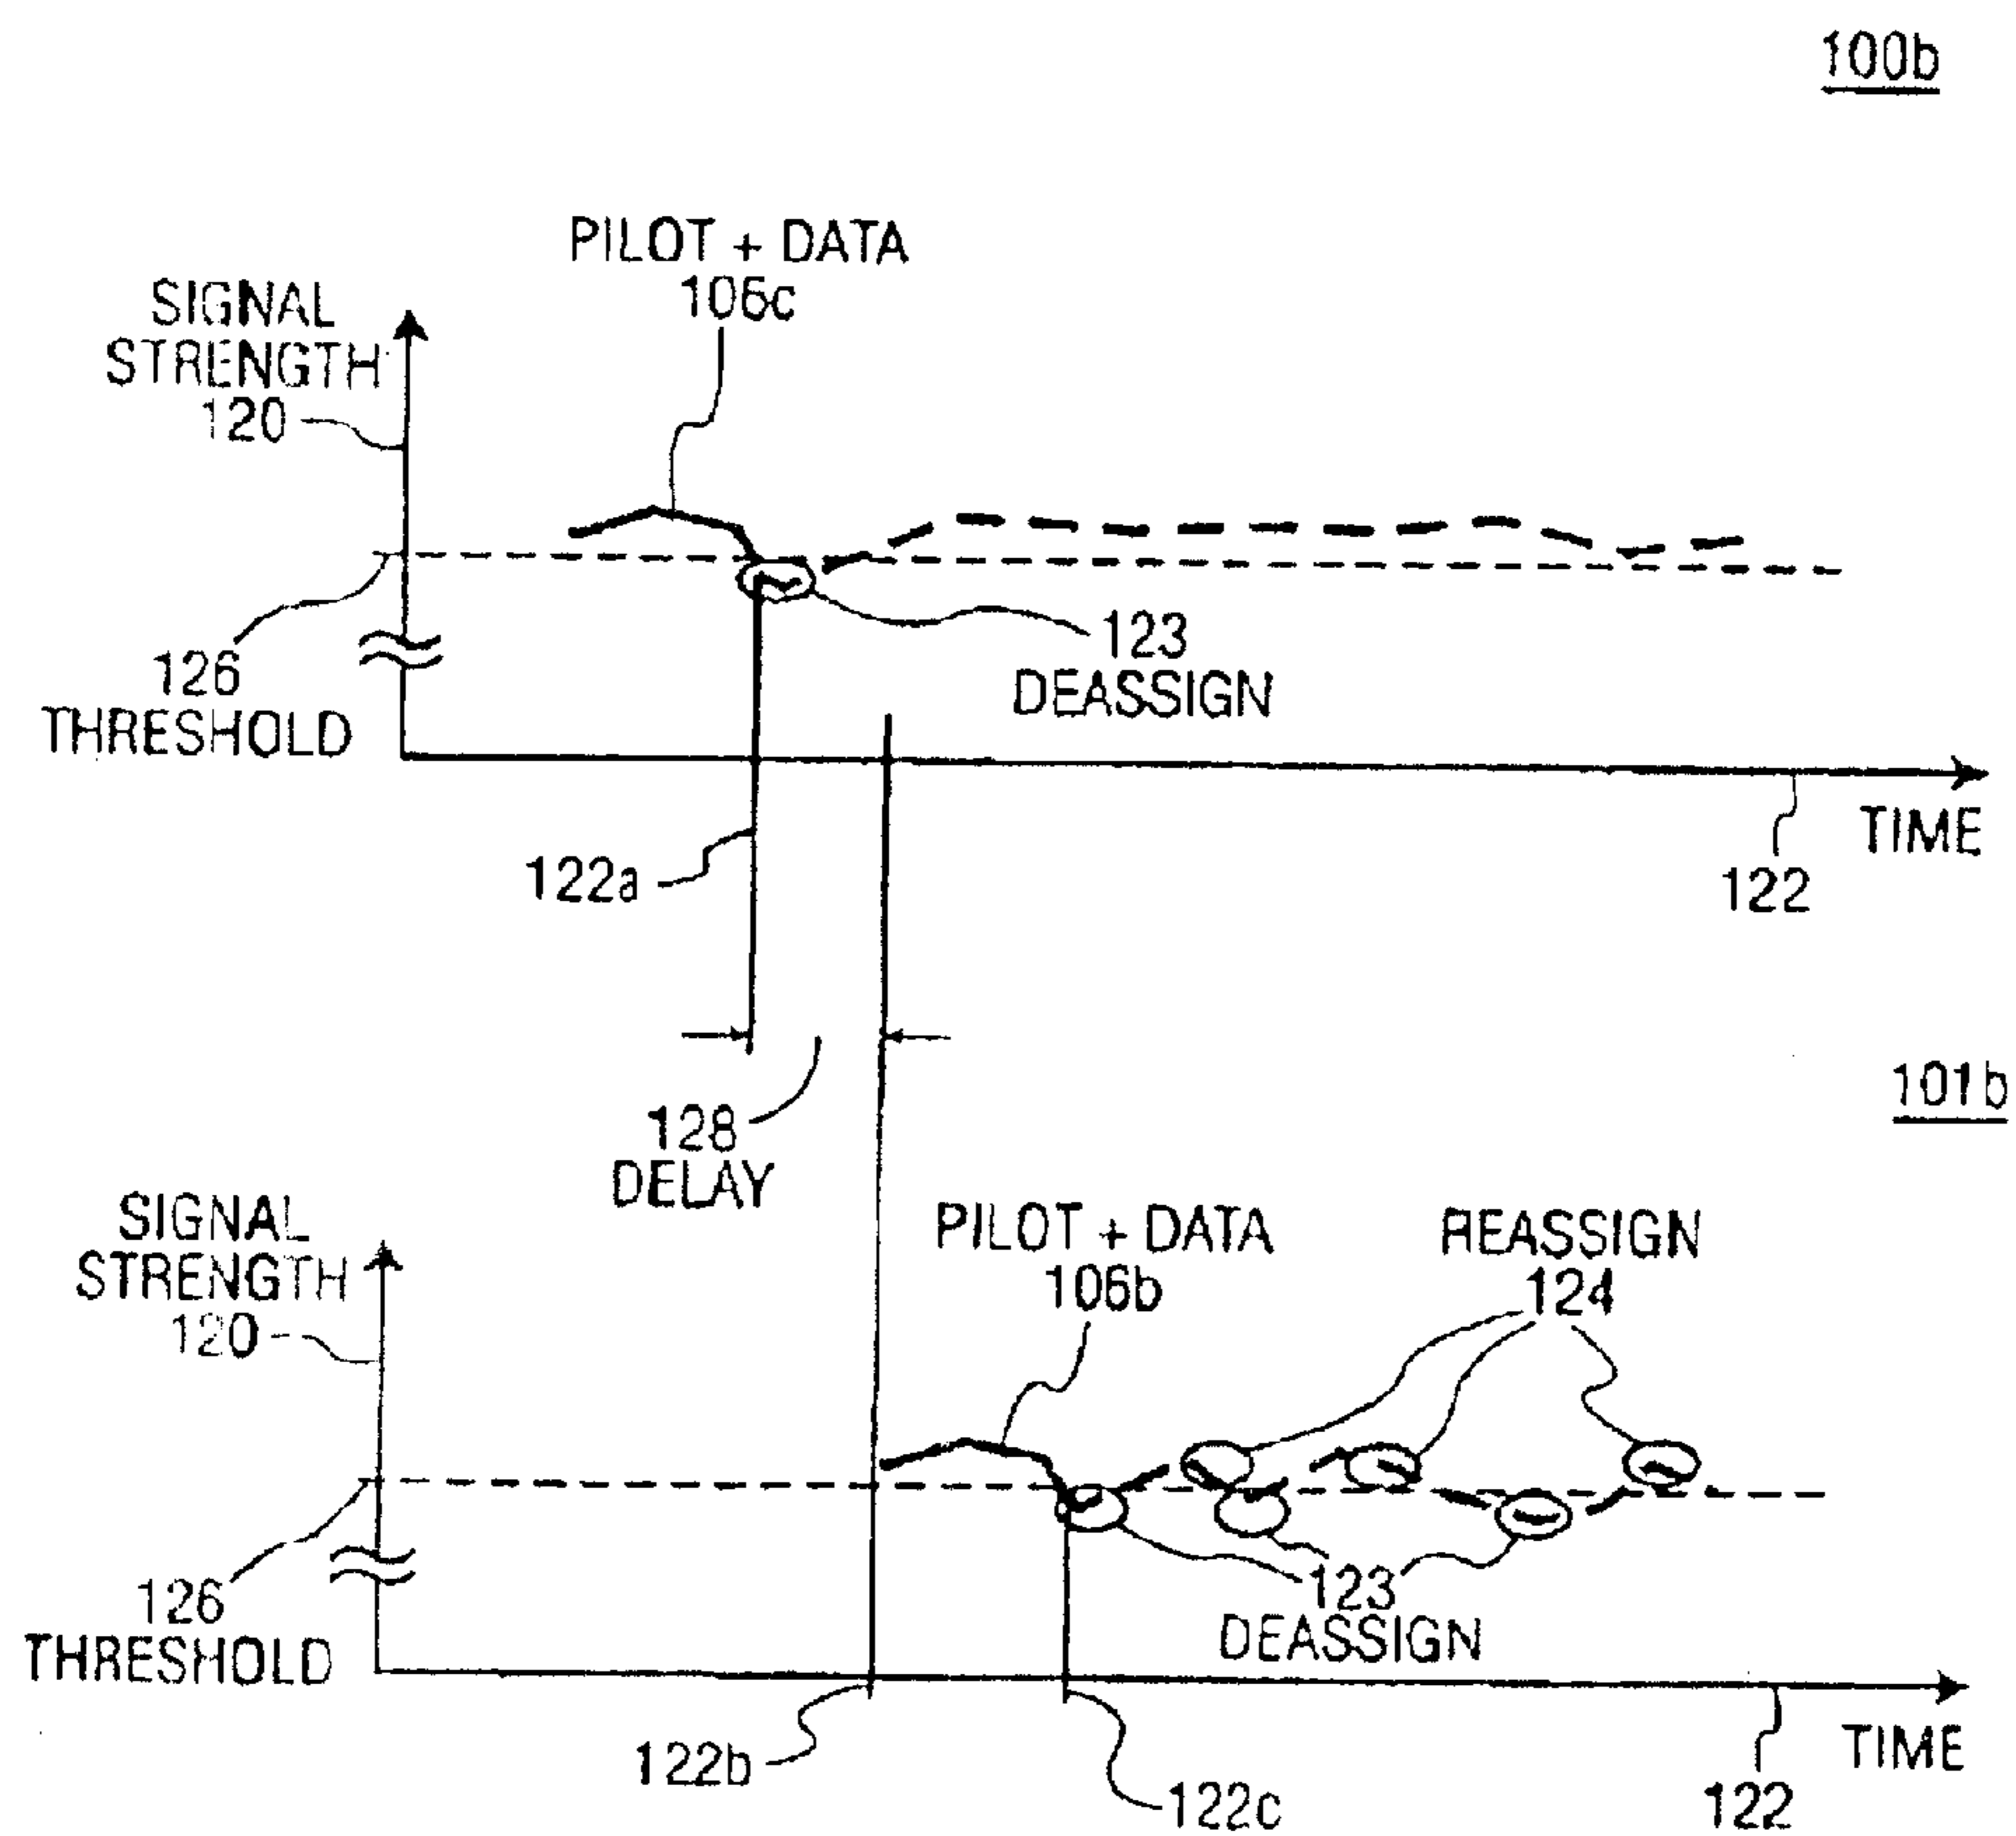 100b
PILOT + DATA
106c
SIGNAL
STRENGTH
120
126
THRESHOLD
123
DEASSIGN
122a
TIME
122
128
DELAY
101b
SIGNAL
STRENGTH
120
PILOT + DATA
106b
REASSIGN
124
126
THRESHOLD
123
DEASSIGN
122b
122c
TIME
122